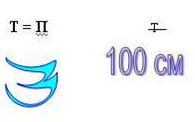 Т = П
Т
100 см